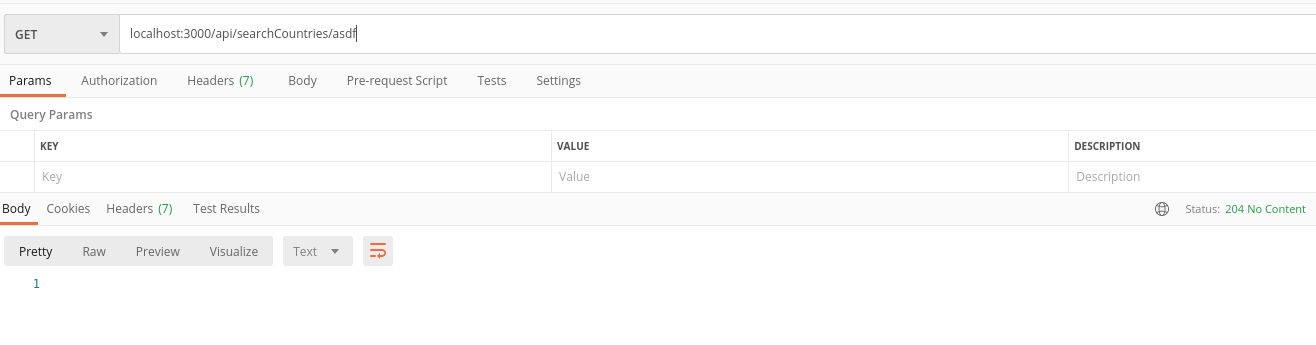 GET localhost:3000/api/searchCountries/asdf
Params Authorization Headers (7) Body Pre-request Script Tests Settings
Query Params
KEY VALUE DESCRIPTION
Key Value Description
Body Cookies Headers (7) Test Results Status: 204 No Content
Pretty Raw Preview Visualize Text
1